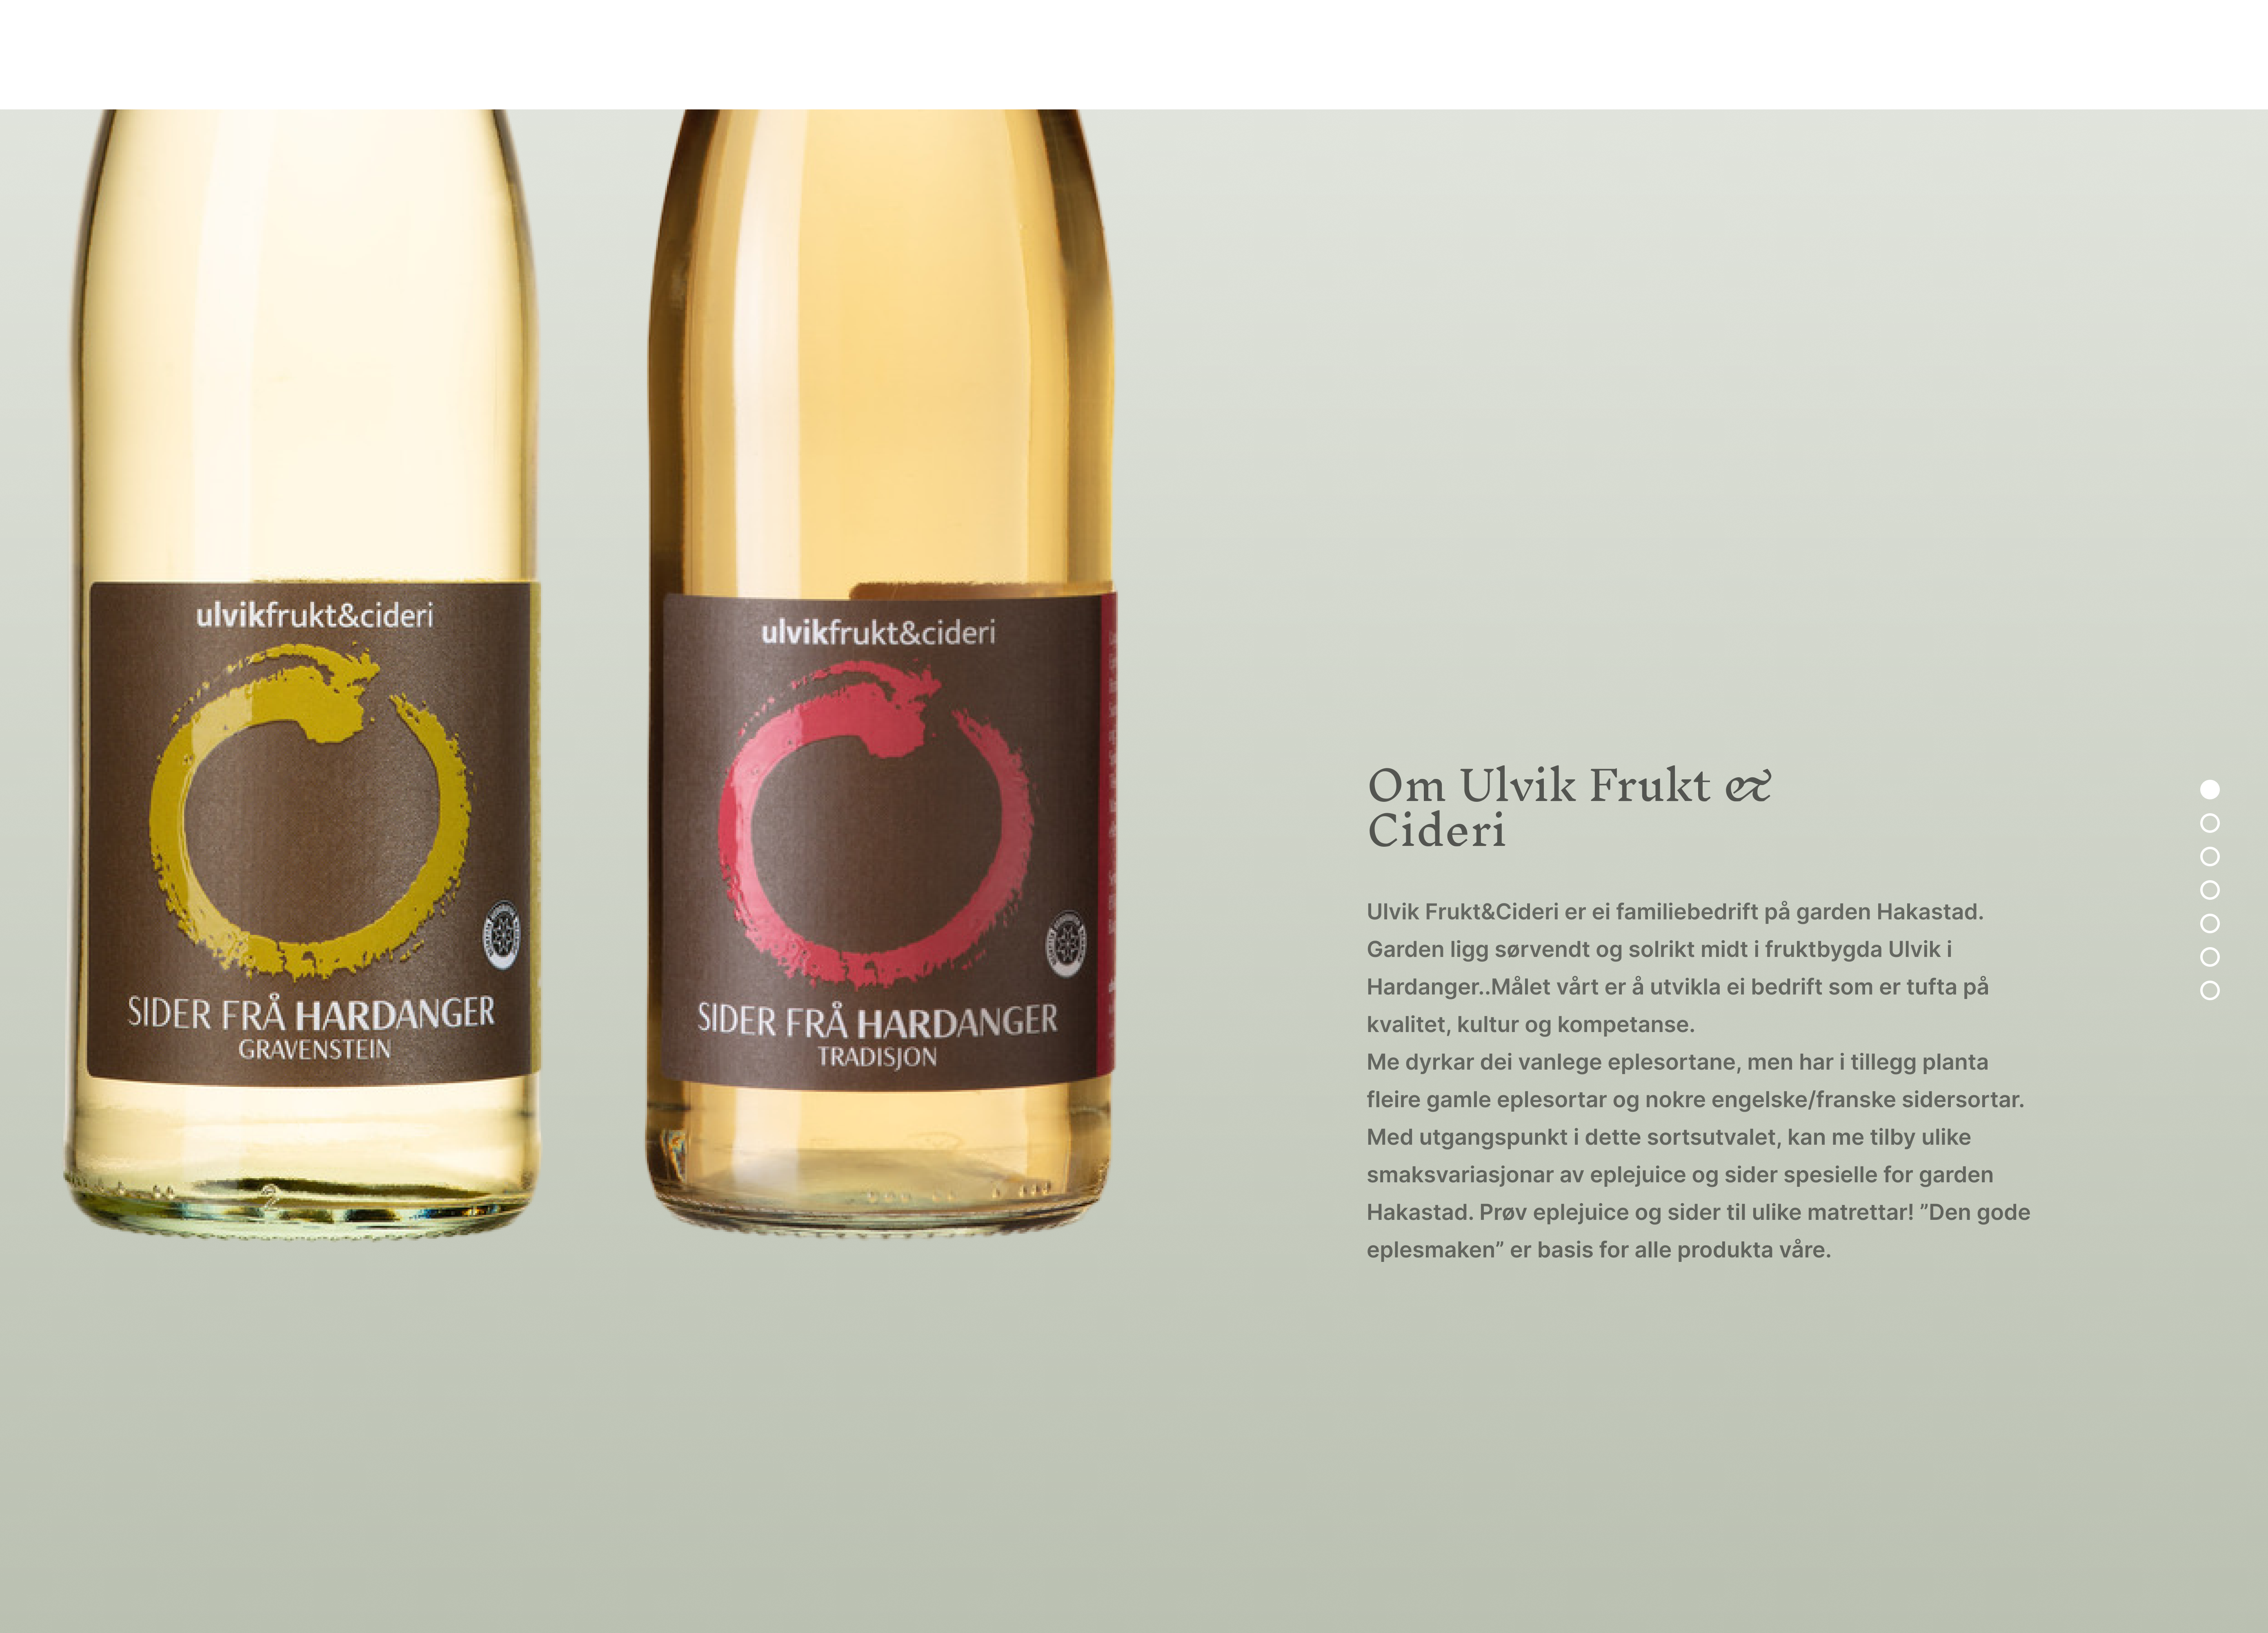 ulvikfrukt&cideri
SIDER FRÅ HARDANGER
GRAVENSTEIN
2
ulvikfrukt&cideri
SIDER FRÅ HARDANGER
TRADISJON
Om Ulvik Frukt &
Cideri
Ulvik Frukt&Cideri er ei familiebedrift på garden Hakastad.
Garden ligg sørvendt og solrikt midt i fruktbygda Ulvik i
Hardanger..Målet vårt er å utvikla ei bedrift som er tufta på
kvalitet, kultur og kompetanse.
Me dyrkar dei vanlege eplesortane, men har i tillegg planta
fleire gamle eplesortar og nokre engelske/franske sidersortar.
Med utgangspunkt i dette sortsutvalet, kan me tilby ulike
smaksvariasjonar av eplejuice og sider spesielle for garden
Hakastad. Prøv eplejuice og sider til ulike matrettar! ”Den gode
eplesmaken” er basis for alle produkta våre.